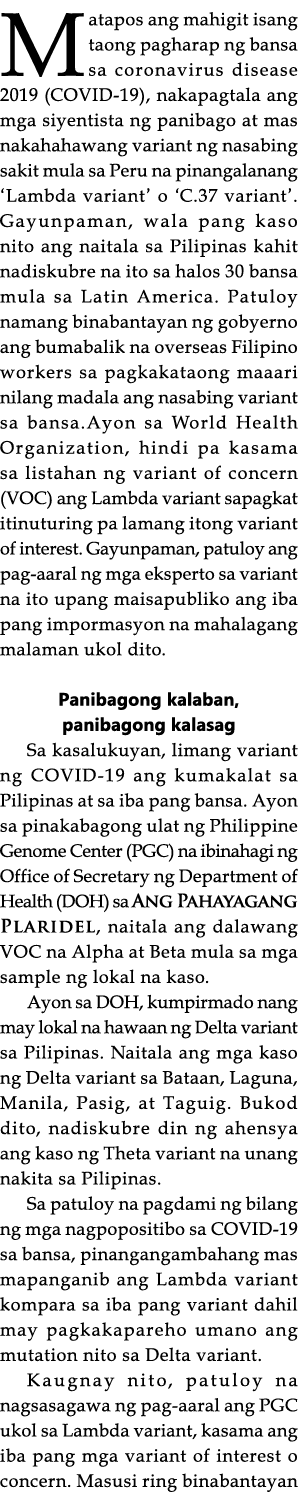 Matapos ang mahigit isang
taong pagharap ng bansa
sa coronavirus disease
2019 (COVID-19), nakapagtala ang
mga siyentista ng panibago at mas
nakahahawang variant ng nasabing
sakit mula sa Peru na pinangalanang
‘Lambda variant’ o ‘C.37 variant’.
Gayunpaman, wala pang kaso
nito ang naitala sa Pilipinas kahit
nadiskubre na ito sa halos 30 bansa
mula sa Latin America. Patuloy
namang binabantayan ng gobyerno
ang bumabalik na overseas Filipino
workers sa pagkakataong maaari
nilang madala ang nasabing variant
sa bansa.Ayon sa World Health
Organization, hindi pa kasama
sa listahan ng variant of concern
(VOC) ang Lambda variant sapagkat
itinuturing pa lamang itong variant
of interest. Gayunpaman, patuloy ang
pag-aaral ng mga eksperto sa variant
na ito upang maisapubliko ang iba
pang impormasyon na mahalagang
malaman ukol dito.
Panibagong kalaban,
panibagong kalasag
Sa kasalukuyan, limang variant
ng COVID-19 ang kumakalat sa
Pilipinas at sa iba pang bansa. Ayon
sa pinakabagong ulat ng Philippine
Genome Center (PGC) na ibinahagi ng
Office of Secretary ng Department of
Health (DOH) sa ANG PAHAYAGANG
PLARIDEL, naitala ang dalawang
VOC na Alpha at Beta mula sa mga
sample ng lokal na kaso.
Ayon sa DOH, kumpirmado nang
may lokal na hawaan ng Delta variant
sa Pilipinas. Naitala ang mga kaso
ng Delta variant sa Bataan, Laguna,
Manila, Pasig, at Taguig. Bukod
dito, nadiskubre din ng ahensya
ang kaso ng Theta variant na unang
nakita sa Pilipinas.
Sa patuloy na pagdami ng bilang
ng mga nagpopositibo sa COVID-19
sa bansa, pinangangambahang mas
mapanganib ang Lambda variant
kompara sa iba pang variant dahil
may pagkakapareho umano ang
mutation nito sa Delta variant.
Kaugnay nito, patuloy na
nagsasagawa ng pag-aaral ang PGC
ukol sa Lambda variant, kasama ang
iba pang mga variant of interest o
concern. Masusi ring binabantayan